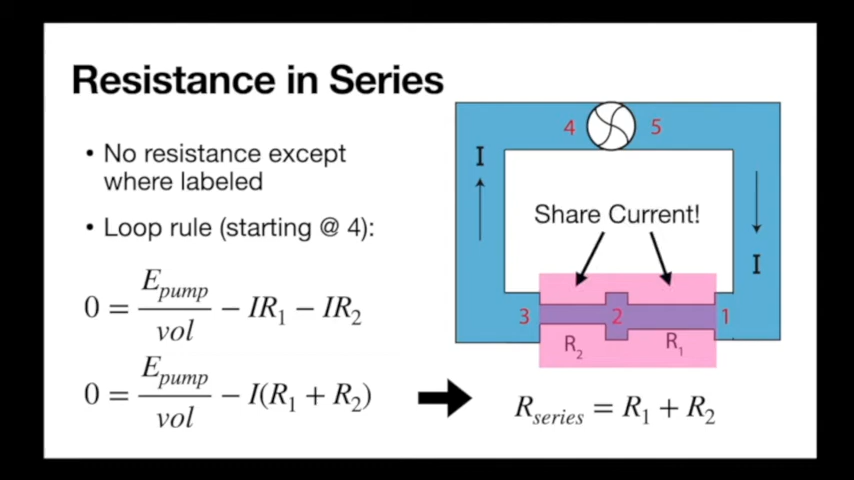 Resistance in Series
• No resistance except
where labeled
• Loop rule (starting @ 4):
0 = E_pump/vol − IR₁ − IR₂
0 = E_pump/vol − I(R₁ + R₂)
4 5
I
Share Current!
I
3 2 1
R₂ R₁
R_series = R₁ + R₂